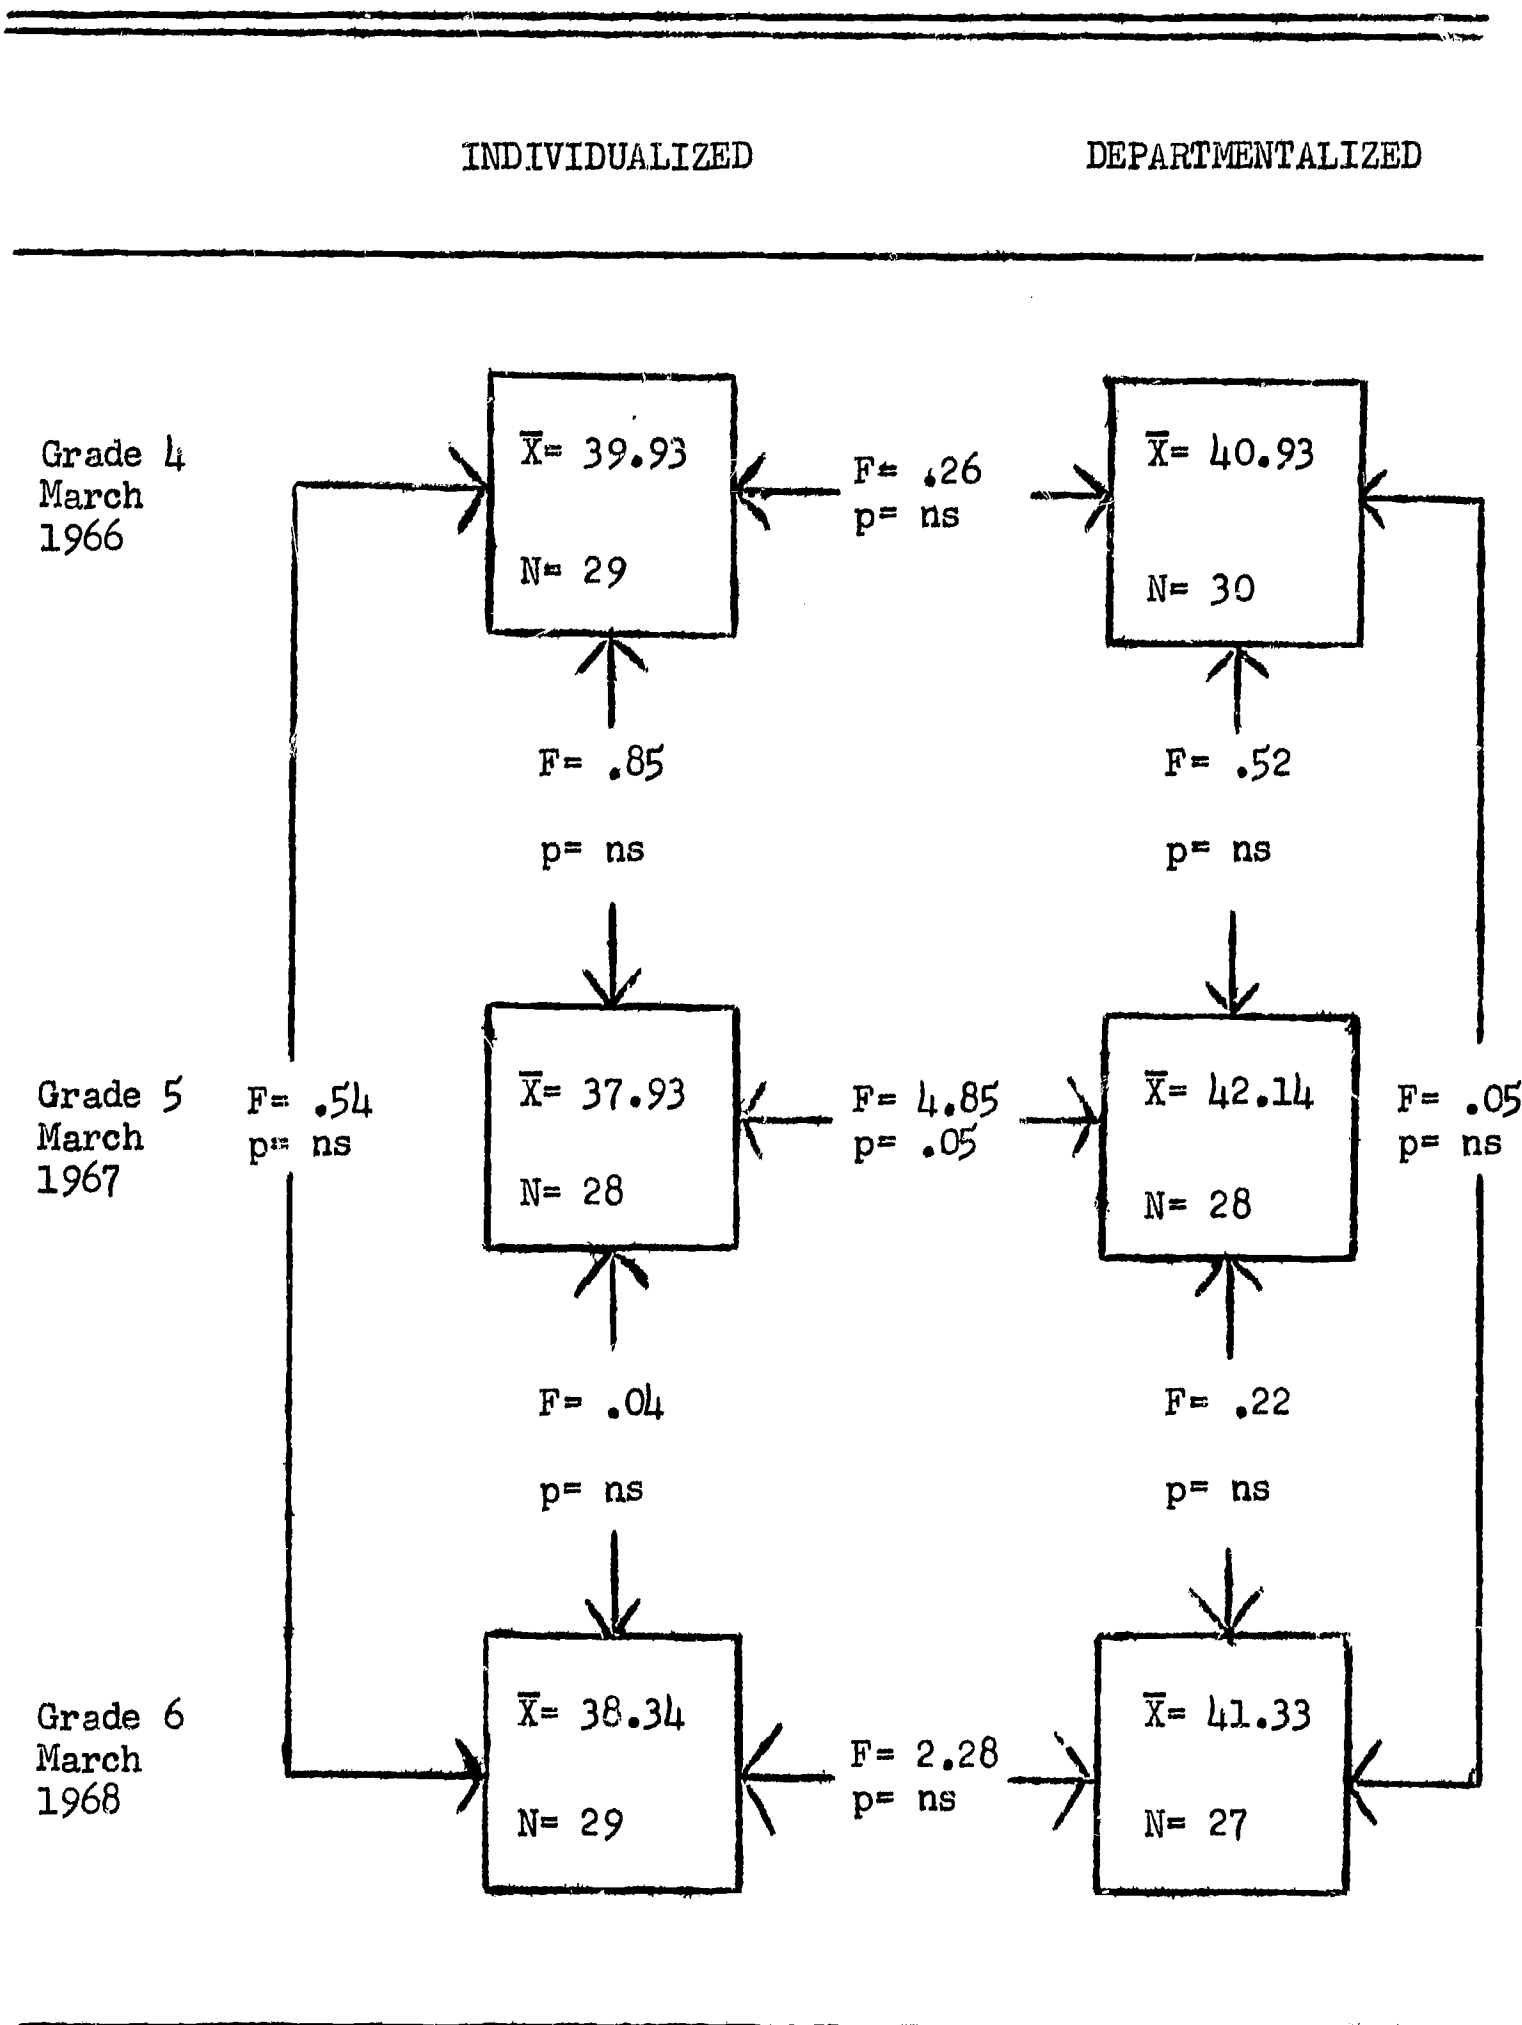 INDIVIDUALIZED DEPARTMENTALIZED
Grade 4
March
1966
X̅= 39.93
N= 29
F= .26
p= ns
X̅= 40.93
N= 30
F= .85
p= ns
F= .52
p= ns
Grade 5
March
1967
F= .54
p= ns
X̅= 37.93
N= 28
F= 4.85
p= .05
X̅= 42.14
N= 28
F= .05
p= ns
F= .04
p= ns
F= .22
p= ns
Grade 6
March
1968
X̅= 38.34
N= 29
F= 2.28
p= ns
X̅= 41.33
N= 27